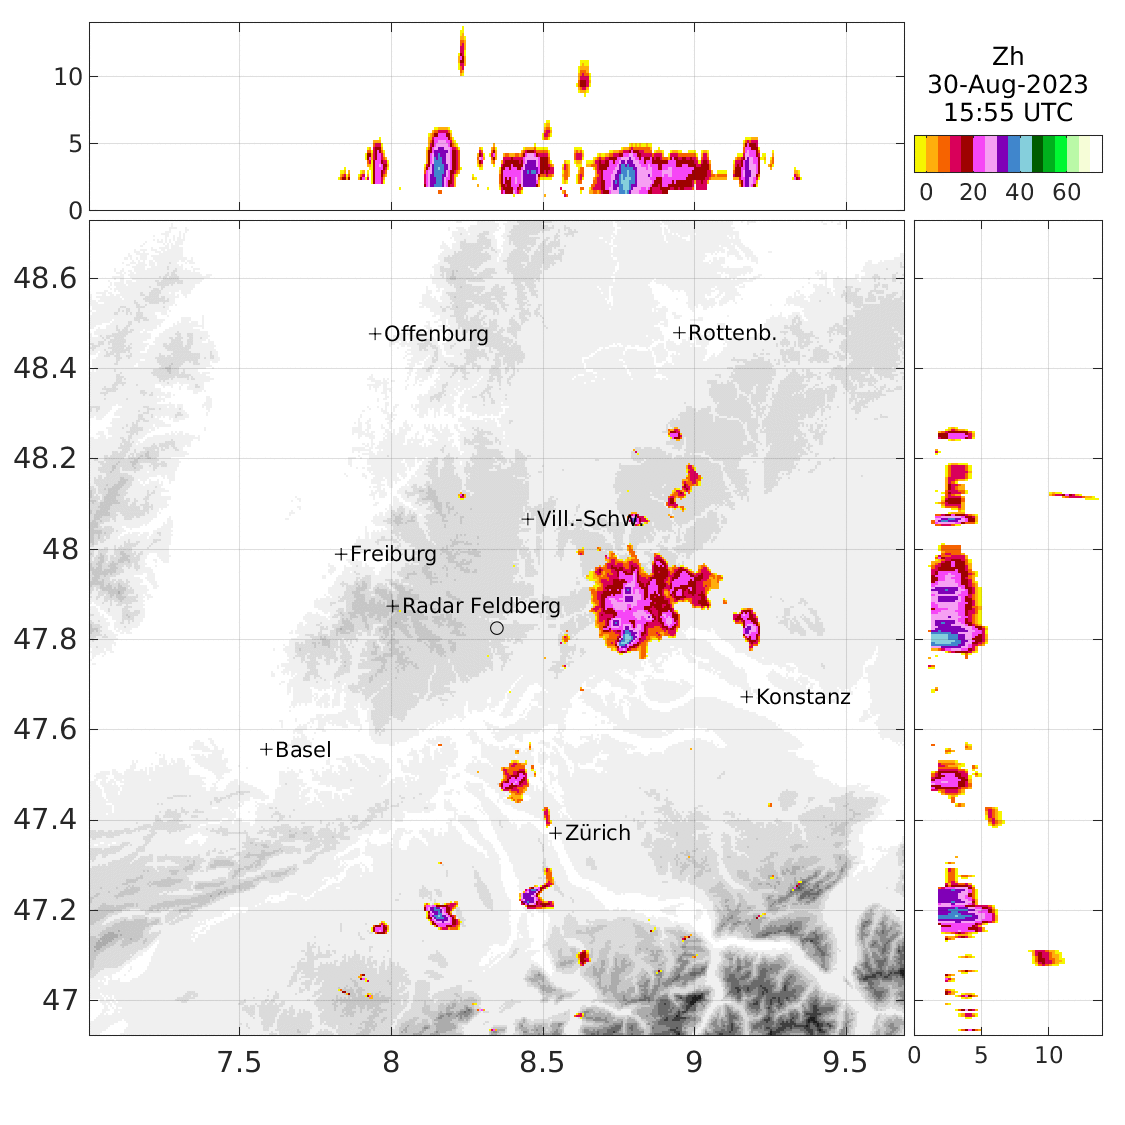 Zh
30-Aug-2023
15:55 UTC
10
5
0
0 20 40 60
48.6
48.4
48.2
48
47.8
47.6
47.4
47.2
47
Offenburg
Rottenb.
Vill.-Schw.
Freiburg
Radar Feldberg
Konstanz
Basel
Zürich
7.5 8 8.5 9 9.5
0 5 10